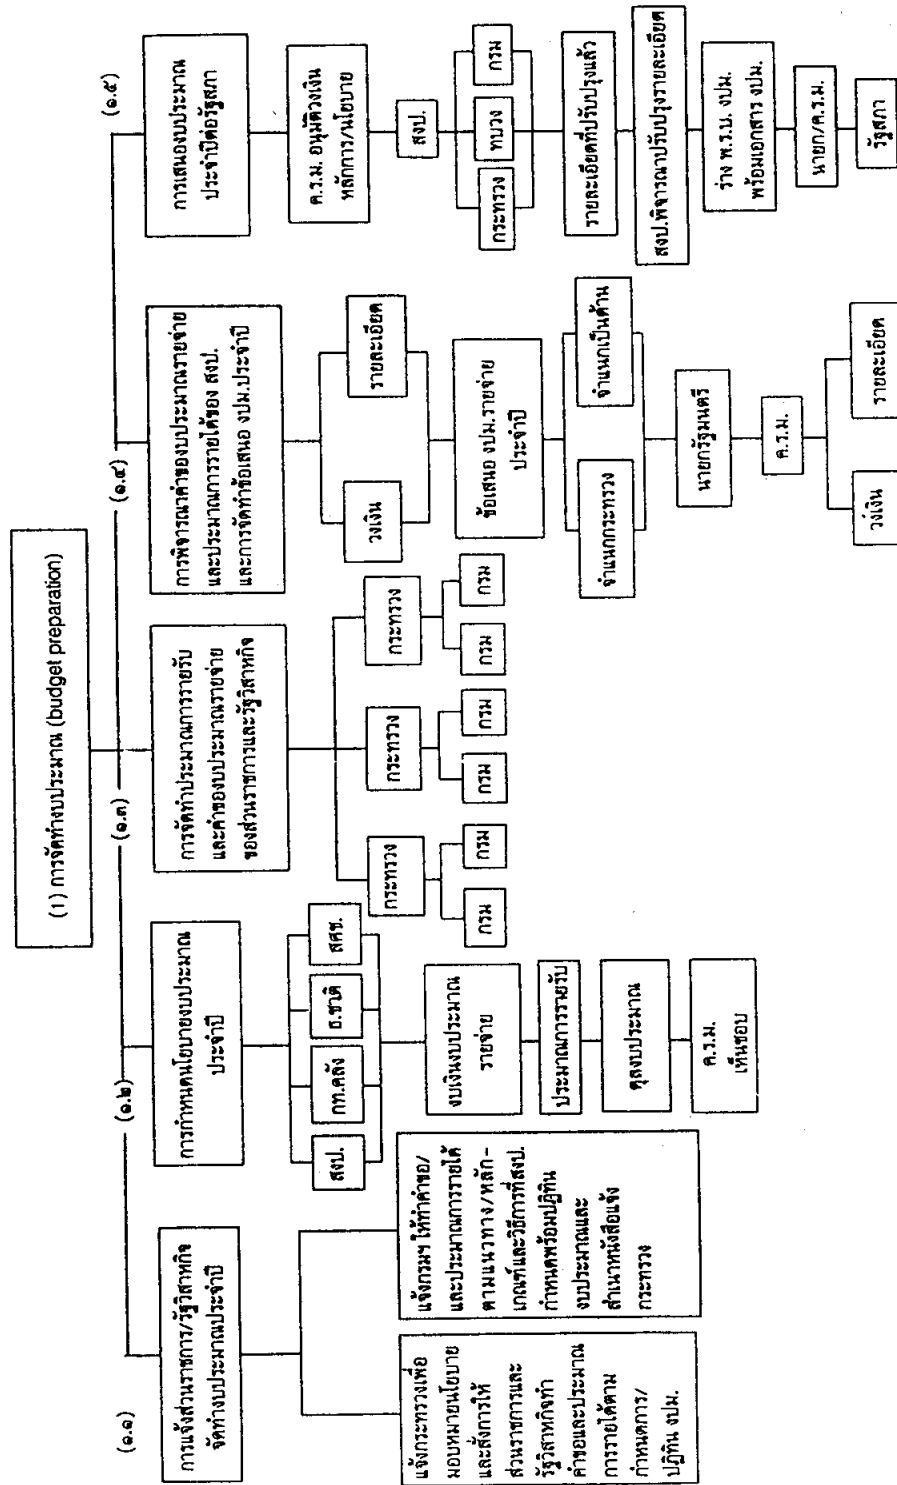 (1) การจัดทำงบประมาณ (budget preparation)
(๑.๑)
การแจ้งส่วนราชการ/รัฐวิสาหกิจ
จัดทำงบประมาณประจำปี
แจ้งกระทรวงเพื่อ
มอบหมายนโยบาย
และสั่งการให้
ส่วนราชการและ
รัฐวิสาหกิจทำ
คำขอและประมาณ
การรายได้ตาม
กำหนดการ/
ปฏิทิน งปม.
แจ้งกรมฯ ให้ทำคำขอ/
และประมาณการรายได้
ตามแนวทาง/หลัก-
เกณฑ์และวิธีการที่สงป.
กำหนดพร้อมปฏิทิน
งบประมาณและ
สำเนาหนังสือแจ้ง
กระทรวง
(๑.๒)
การกำหนดนโยบายงบประมาณ
ประจำปี
สงป.
กท.คลัง
ธ.ชาติ
สศช.
งบเงินงบประมาณ
รายจ่าย
ประมาณการรายรับ
ดุลงบประมาณ
ค.ร.ม.
เห็นชอบ
(๑.๓)
การจัดทำประมาณการรายรับ
และคำของบประมาณรายจ่าย
ของส่วนราชการและรัฐวิสาหกิจ
กระทรวง
กรม
กรม
กระทรวง
กรม
กรม
กระทรวง
กรม
กรม
(๑.๔)
การพิจารณาคำของบประมาณรายจ่าย
และประมาณการรายได้ของ สงป.
และการจัดทำข้อเสนอ งปม.ประจำปี
วงเงิน
รายละเอียด
ข้อเสนอ งปม.รายจ่าย
ประจำปี
จำแนกกระทรวง
จำแนกเป็นด้าน
นายกรัฐมนตรี
ค.ร.ม.
วงเงิน
รายละเอียด
(๑.๕)
การเสนองบประมาณ
ประจำปีต่อรัฐสภา
ค.ร.ม. อนุมัติวงเงิน
หลักการ/นโยบาย
สงป.
กระทรวง
ทบวง
กรม
รายละเอียดที่ปรับปรุงแล้ว
สงป.พิจารณาปรับปรุงรายละเอียด
ร่าง พ.ร.บ. งปม.
พร้อมเอกสาร งปม.
นายก/ค.ร.ม.
รัฐสภา